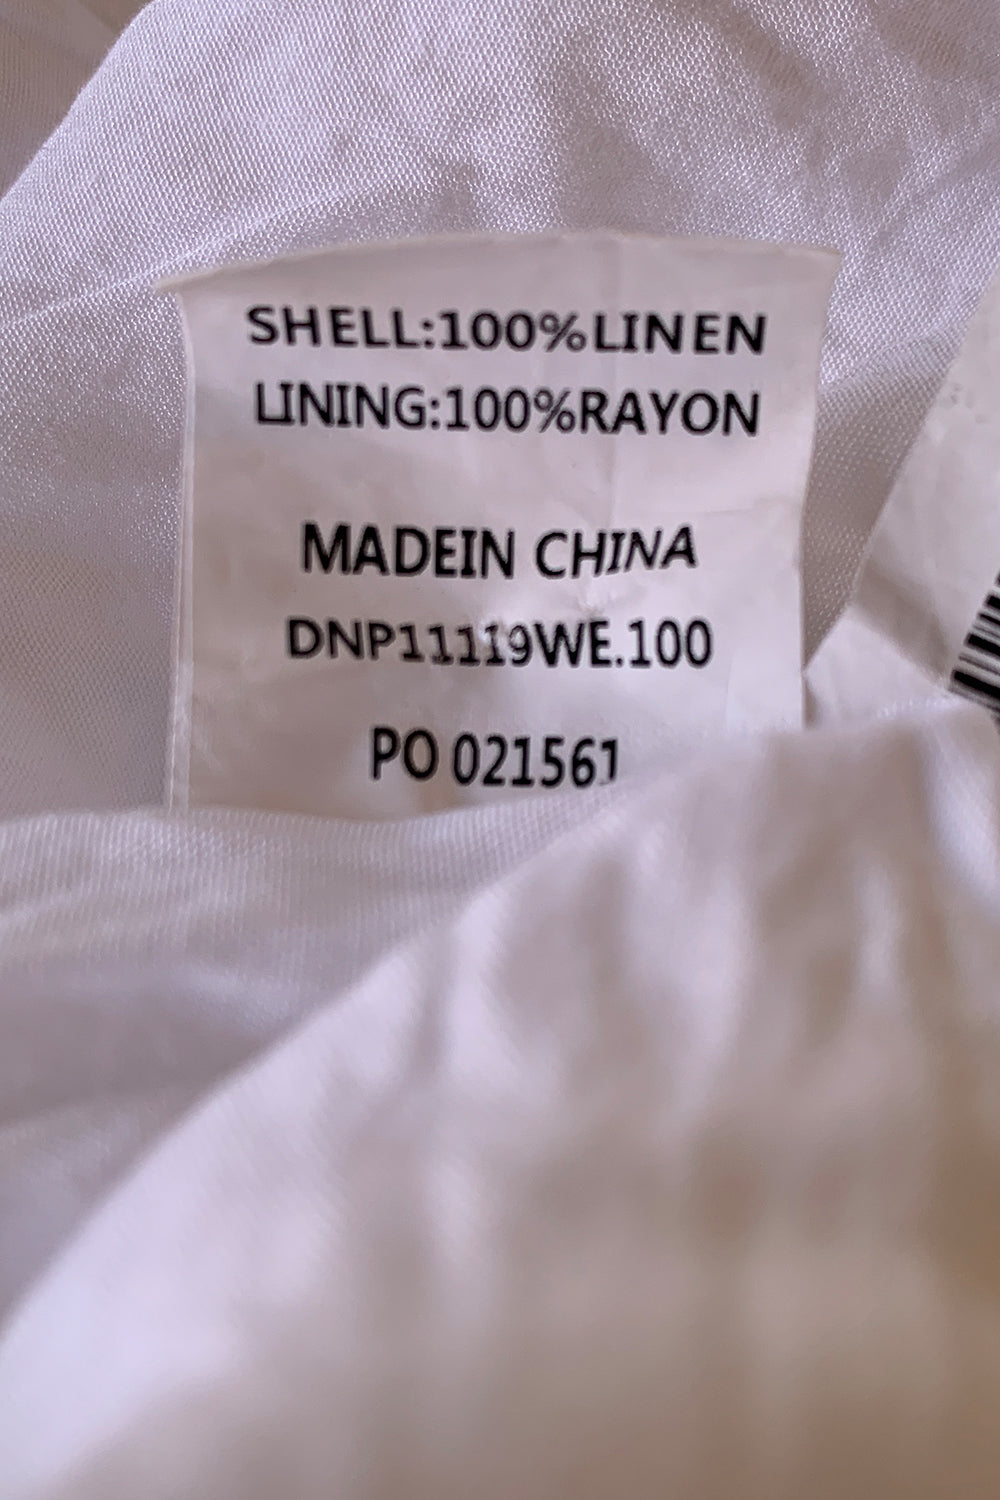 SHELL:100%LINEN
LINING:100%RAYON
MADEIN CHINA
DNP11119WE.100
PO 021561